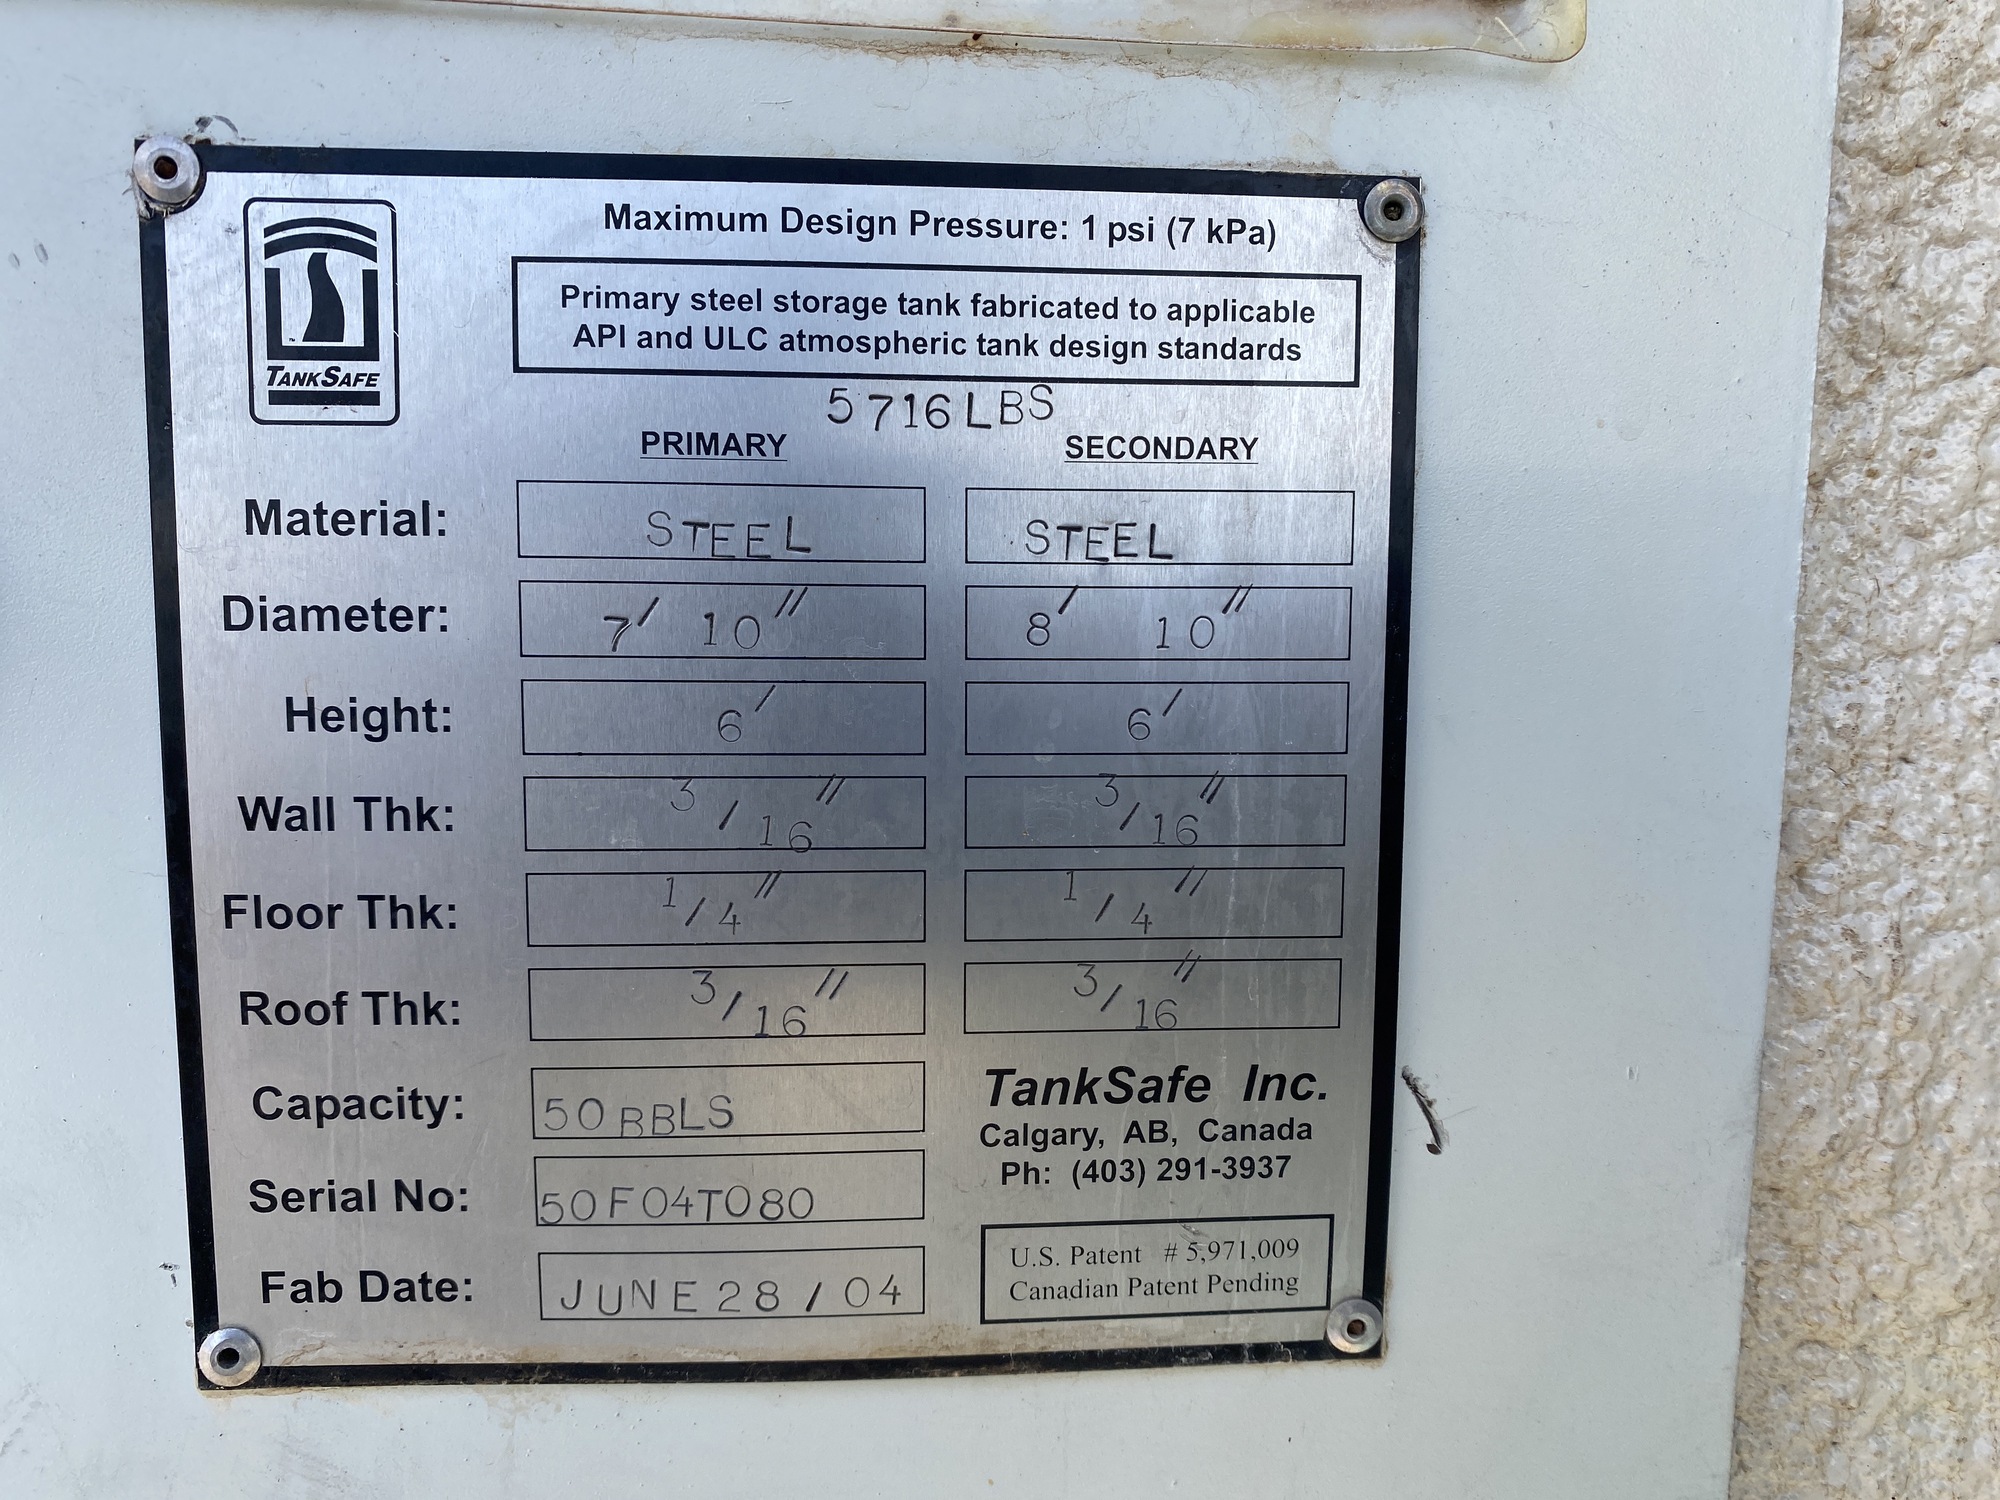 Maximum Design Pressure: 1 psi (7 kPa)
Primary steel storage tank fabricated to applicable
API and ULC atmospheric tank design standards
TANKSAFE
5716LBS
PRIMARY SECONDARY
Material: STEEL STEEL
Diameter: 7' 10" 8' 10"
Height: 6' 6'
Wall Thk: 3/16" 3/16"
Floor Thk: 1/4" 1/4"
Roof Thk: 3/16" 3/16"
Capacity: 50BBLS
Serial No: 50F04T080
Fab Date: JUNE 28/04
TankSafe Inc.
Calgary, AB, Canada
Ph: (403) 291-3937
U.S. Patent # 5,971,009
Canadian Patent Pending